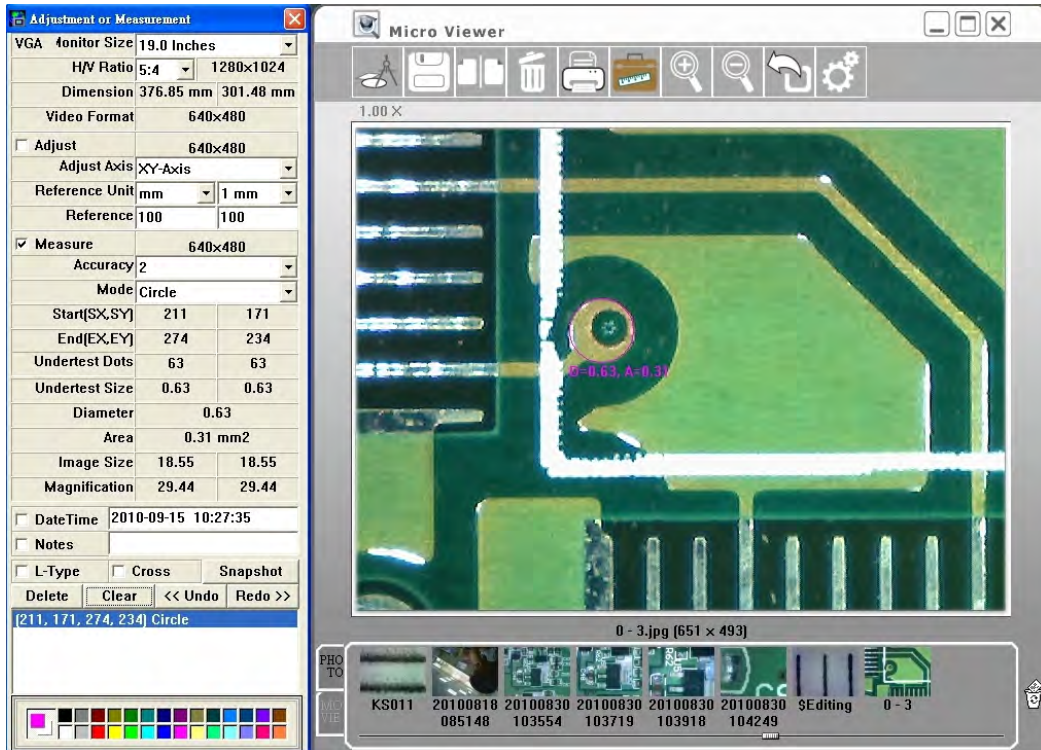 Adjustment or Measurement
VGA Monitor Size 19.0 Inches
H/V Ratio 5:4 1280×1024
Dimension 376.85 mm 301.48 mm
Video Format 640×480
Adjust 640×480
Adjust Axis XY-Axis
Reference Unit mm 1 mm
Reference 100 100
Measure 640×480
Accuracy 2
Mode Circle
Start(SX,SY) 211 171
End(EX,EY) 274 234
Undertest Dots 63 63
Undertest Size 0.63 0.63
Diameter 0.63
Area 0.31 mm2
Image Size 18.55 18.55
Magnification 29.44 29.44
DateTime 2010-09-15 10:27:35
Notes
L-Type Cross Snapshot
Delete Clear << Undo Redo >>
(211, 171, 274, 234) Circle
Micro Viewer
1.00 X
D=0.63, A=0.31
0 - 3.jpg (651 × 493)
PHO
TO
MO
VIE
KS011
20100818
085148
20100830
103554
20100830
103719
20100830
103918
20100830
104249
$Editing
0 - 3
R62